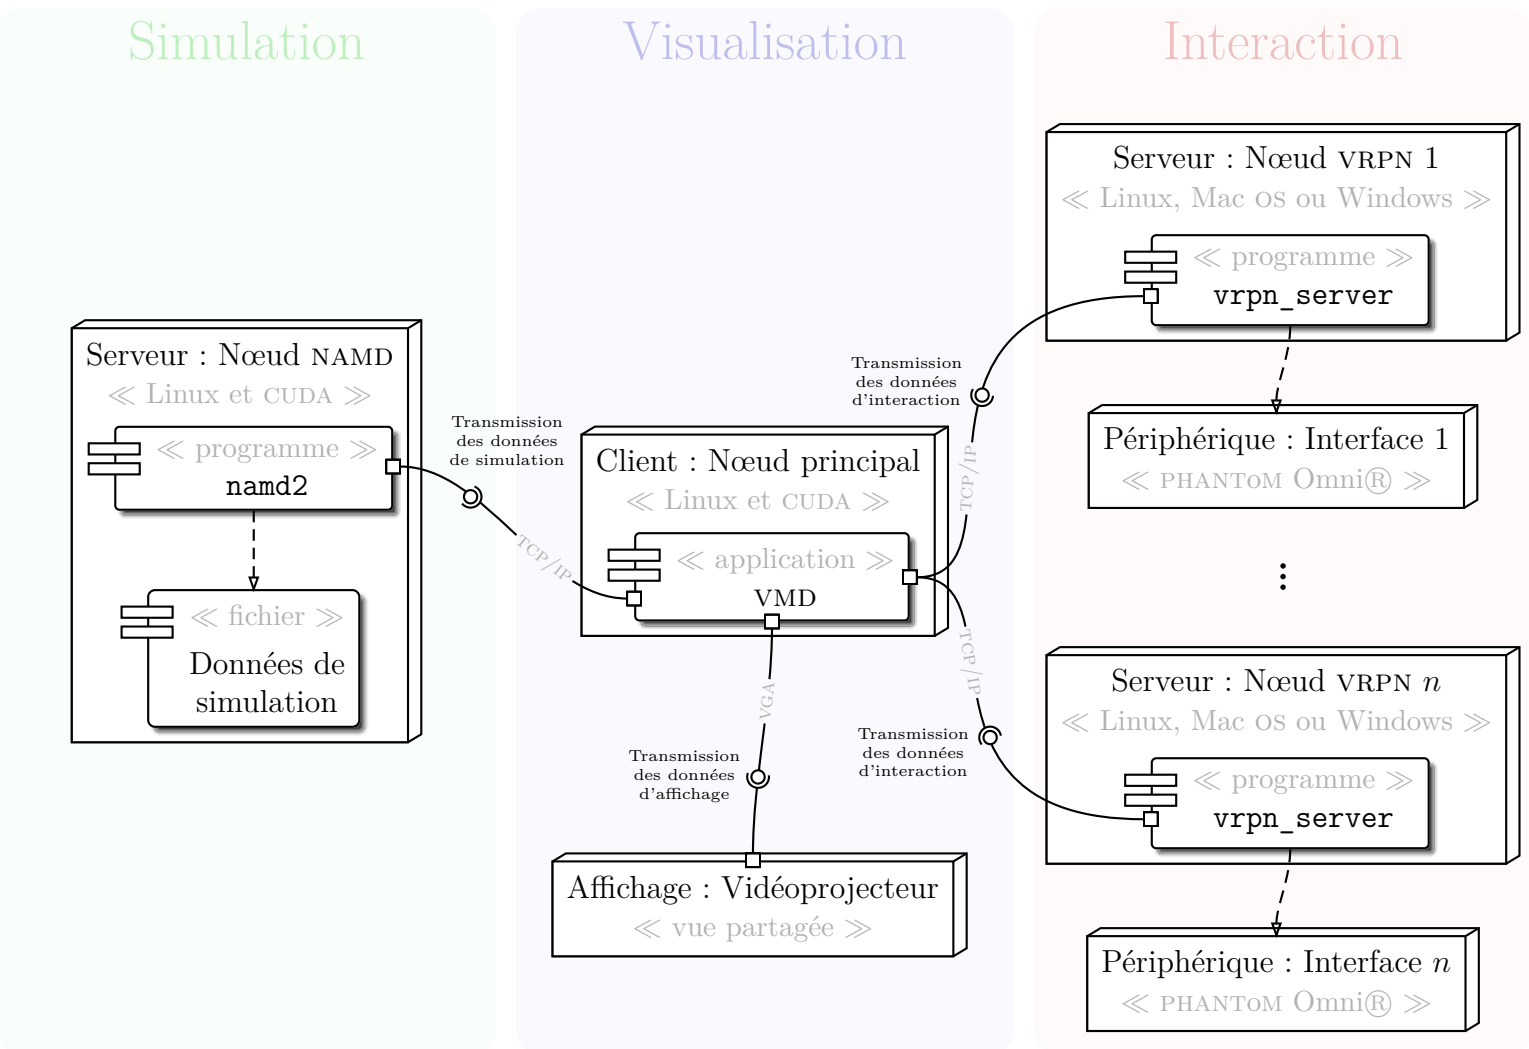 Simulation
Serveur : Nœud NAMD
≪ Linux et CUDA ≫
≪ programme ≫
namd2
≪ fichier ≫
Données de
simulation
Transmission
des données
de simulation
TCP/IP
Visualisation
Client : Nœud principal
≪ Linux et CUDA ≫
≪ application ≫
VMD
VGA
Transmission
des données
d'affichage
Affichage : Vidéoprojecteur
≪ vue partagée ≫
Transmission
des données
d'interaction
TCP/IP
TCP/IP
Transmission
des données
d'interaction
Interaction
Serveur : Nœud VRPN 1
≪ Linux, Mac OS ou Windows ≫
≪ programme ≫
vrpn_server
Périphérique : Interface 1
≪ PHANTOM Omni® ≫
Serveur : Nœud VRPN n
≪ Linux, Mac OS ou Windows ≫
≪ programme ≫
vrpn_server
Périphérique : Interface n
≪ PHANTOM Omni® ≫